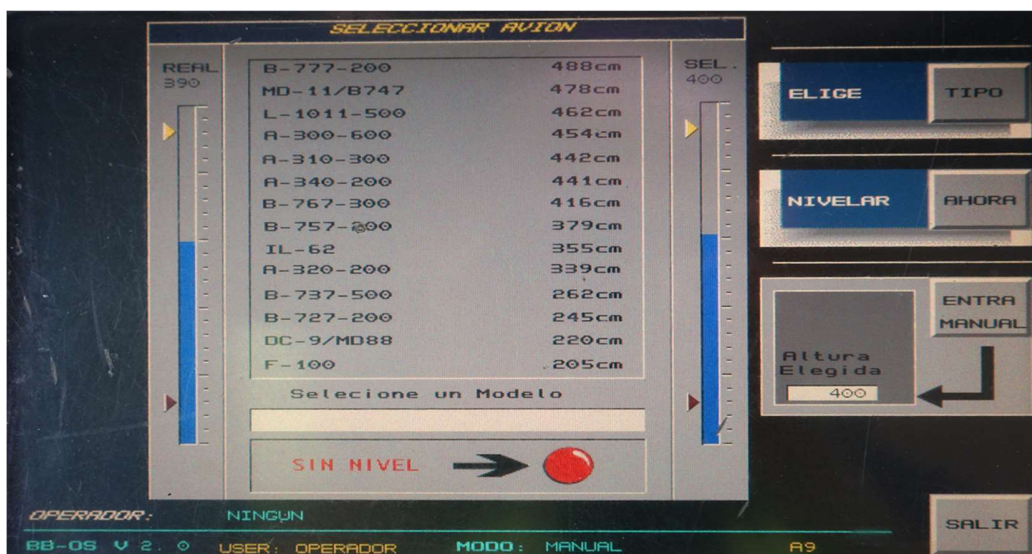 SELECCIONAR AVION
REAL
390
SEL.
400
B-777-200 488cm
MD-11/B747 478cm
L-1011-500 462cm
A-300-600 454cm
A-310-300 442cm
A-340-200 441cm
B-767-300 416cm
B-757-200 379cm
IL-62 355cm
A-320-200 339cm
B-737-500 262cm
B-727-200 245cm
DC-9/MD88 220cm
F-100 205cm
Selecione un Modelo
SIN NIVEL
ELIGE TIPO
NIVELAR AHORA
ENTRA
MANUAL
Altura
Elegida
400
OPERADOR: NINGUN
SALIR
BB-OS V 2.0 USER: OPERADOR MODO: MANUAL A9